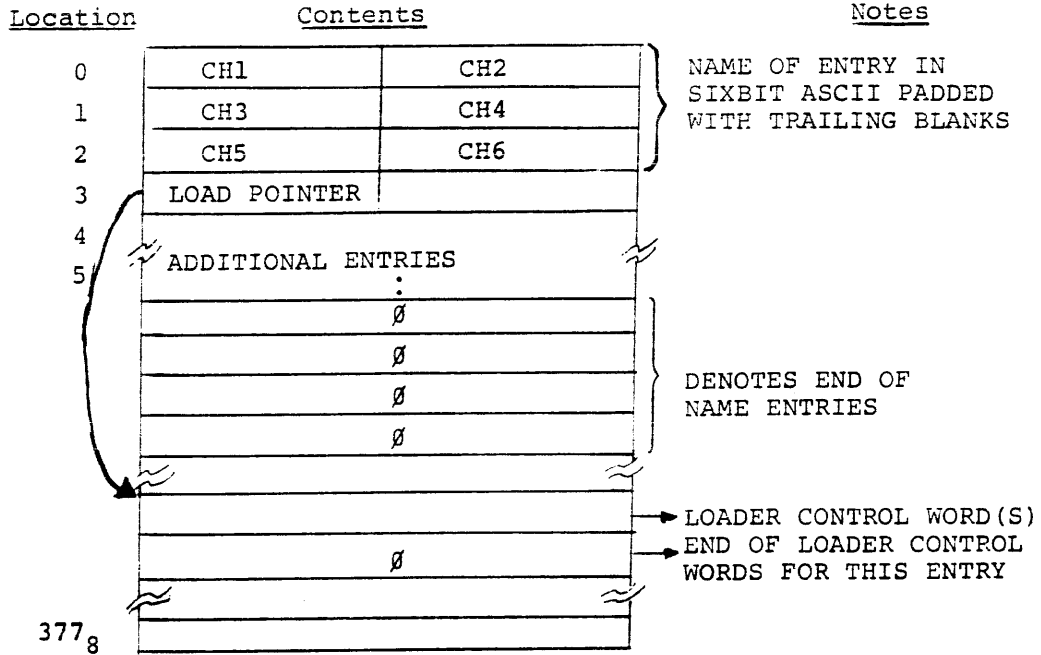 Location Contents Notes
0 CH1 CH2 NAME OF ENTRY IN
1 CH3 CH4 SIXBIT ASCII PADDED
2 CH5 CH6 WITH TRAILING BLANKS
3 LOAD POINTER
4
5 ADDITIONAL ENTRIES
Ø
Ø
Ø DENOTES END OF
Ø NAME ENTRIES
LOADER CONTROL WORD(S)
Ø END OF LOADER CONTROL
WORDS FOR THIS ENTRY
377₈